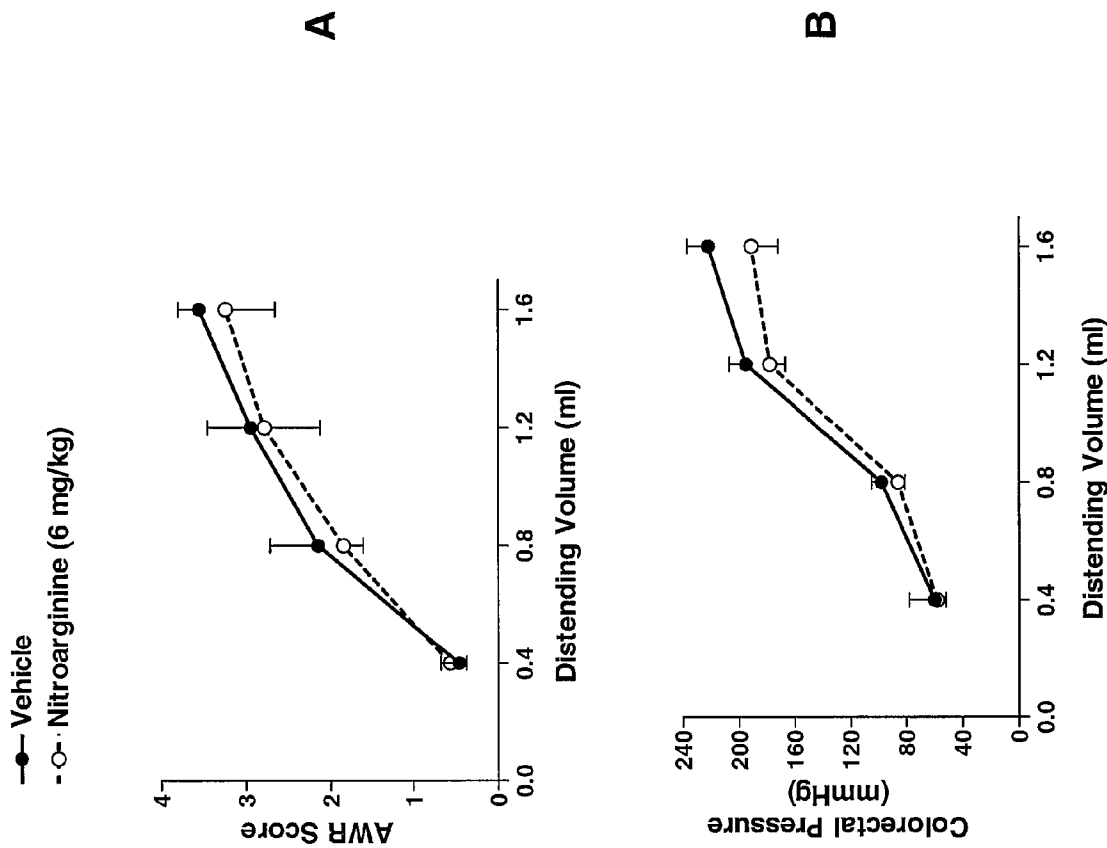 Vehicle
Nitroarginine (6 mg/kg)
A
AWR Score
4
3
2
1
0
0.0
0.4
0.8
1.2
1.6
Distending Volume (ml)
B
Colorectal Pressure
(mmHg)
240
200
160
120
80
40
0
0.0
0.4
0.8
1.2
1.6
Distending Volume (ml)